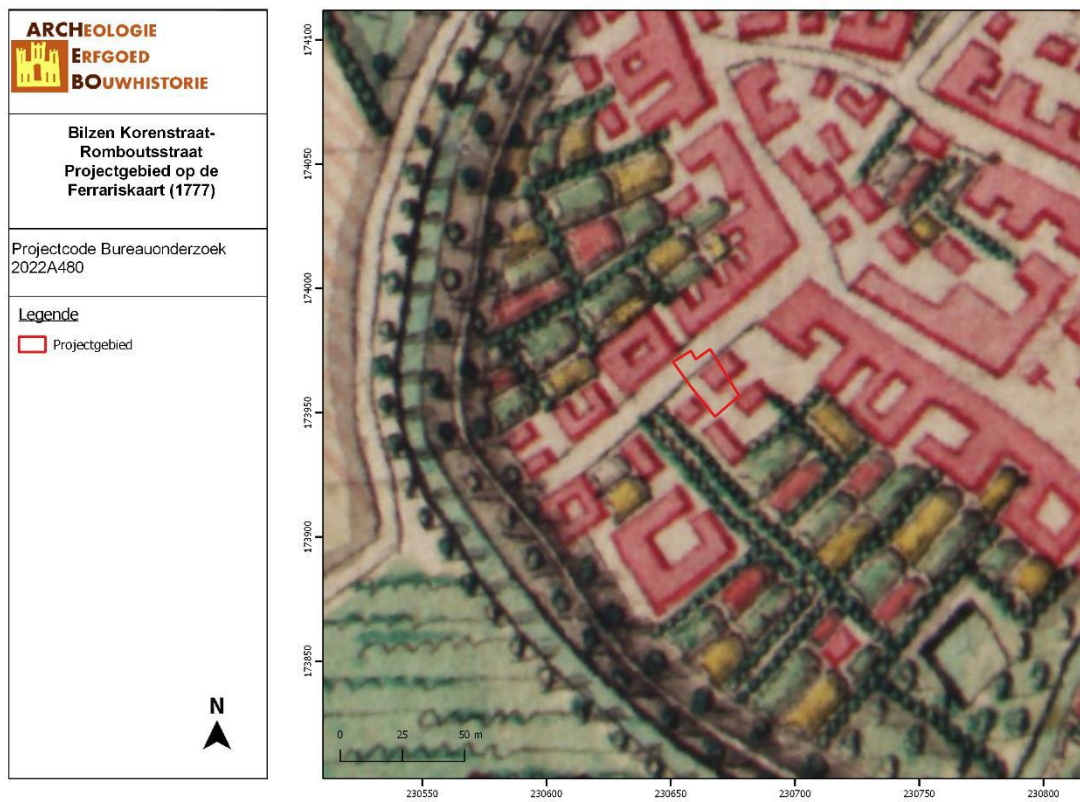 ARCHEOLOGIE
ERFGOED
BOUWHISTORIE
Bilzen Korenstraat-
Romboutsstraat
Projectgebied op de
Ferrariskaart (1777)
Projectcode Bureauonderzoek
2022A480
Legende
Projectgebied
N
174100
174050
174000
173950
173900
173850
0 25 50 m
230550 230600 230650 230700 230750 230800